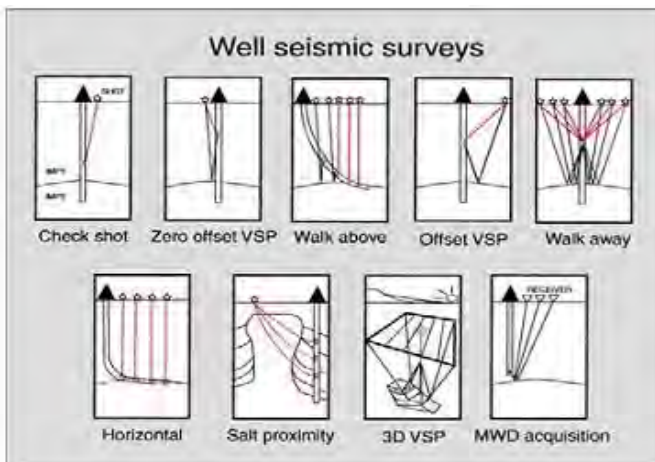 Well seismic surveys
SHOT
Check shot
Zero offset VSP
Walk above
Offset VSP
Walk away
RECEIVER
Horizontal
Salt proximity
3D VSP
MWD acquisition